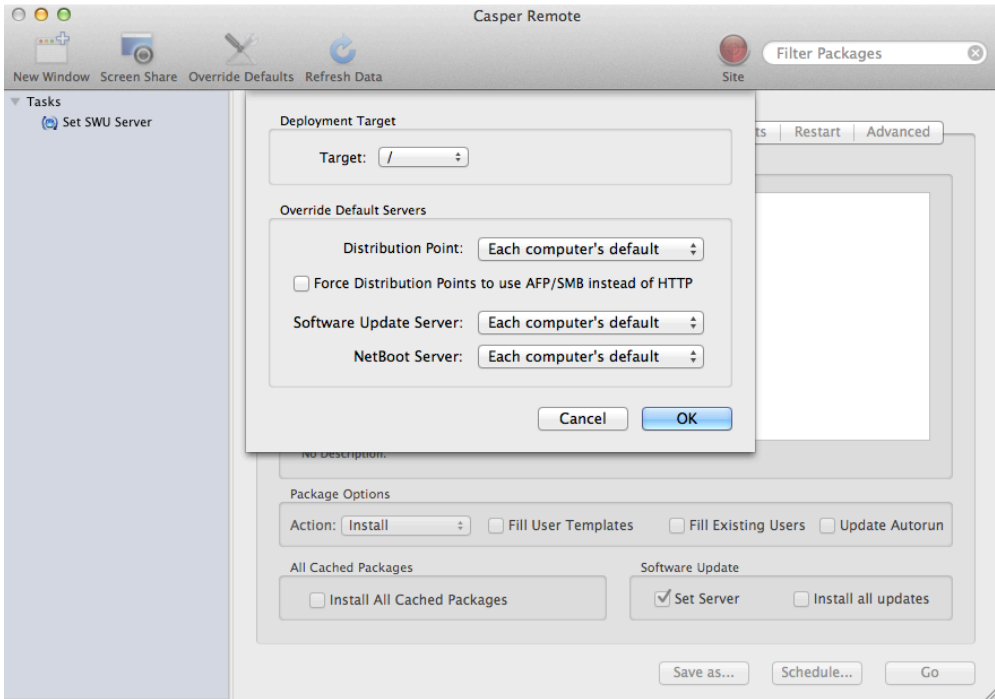 Casper Remote
New Window Screen Share Override Defaults Refresh Data
Site
Filter Packages
Tasks
Set SWU Server
Restart
Advanced
Deployment Target
Target: /
Override Default Servers
Distribution Point: Each computer's default
Force Distribution Points to use AFP/SMB instead of HTTP
Software Update Server: Each computer's default
NetBoot Server: Each computer's default
Cancel OK
No Description.
Package Options
Action: Install Fill User Templates Fill Existing Users Update Autorun
All Cached Packages
Install All Cached Packages
Software Update
Set Server Install all updates
Save as... Schedule... Go